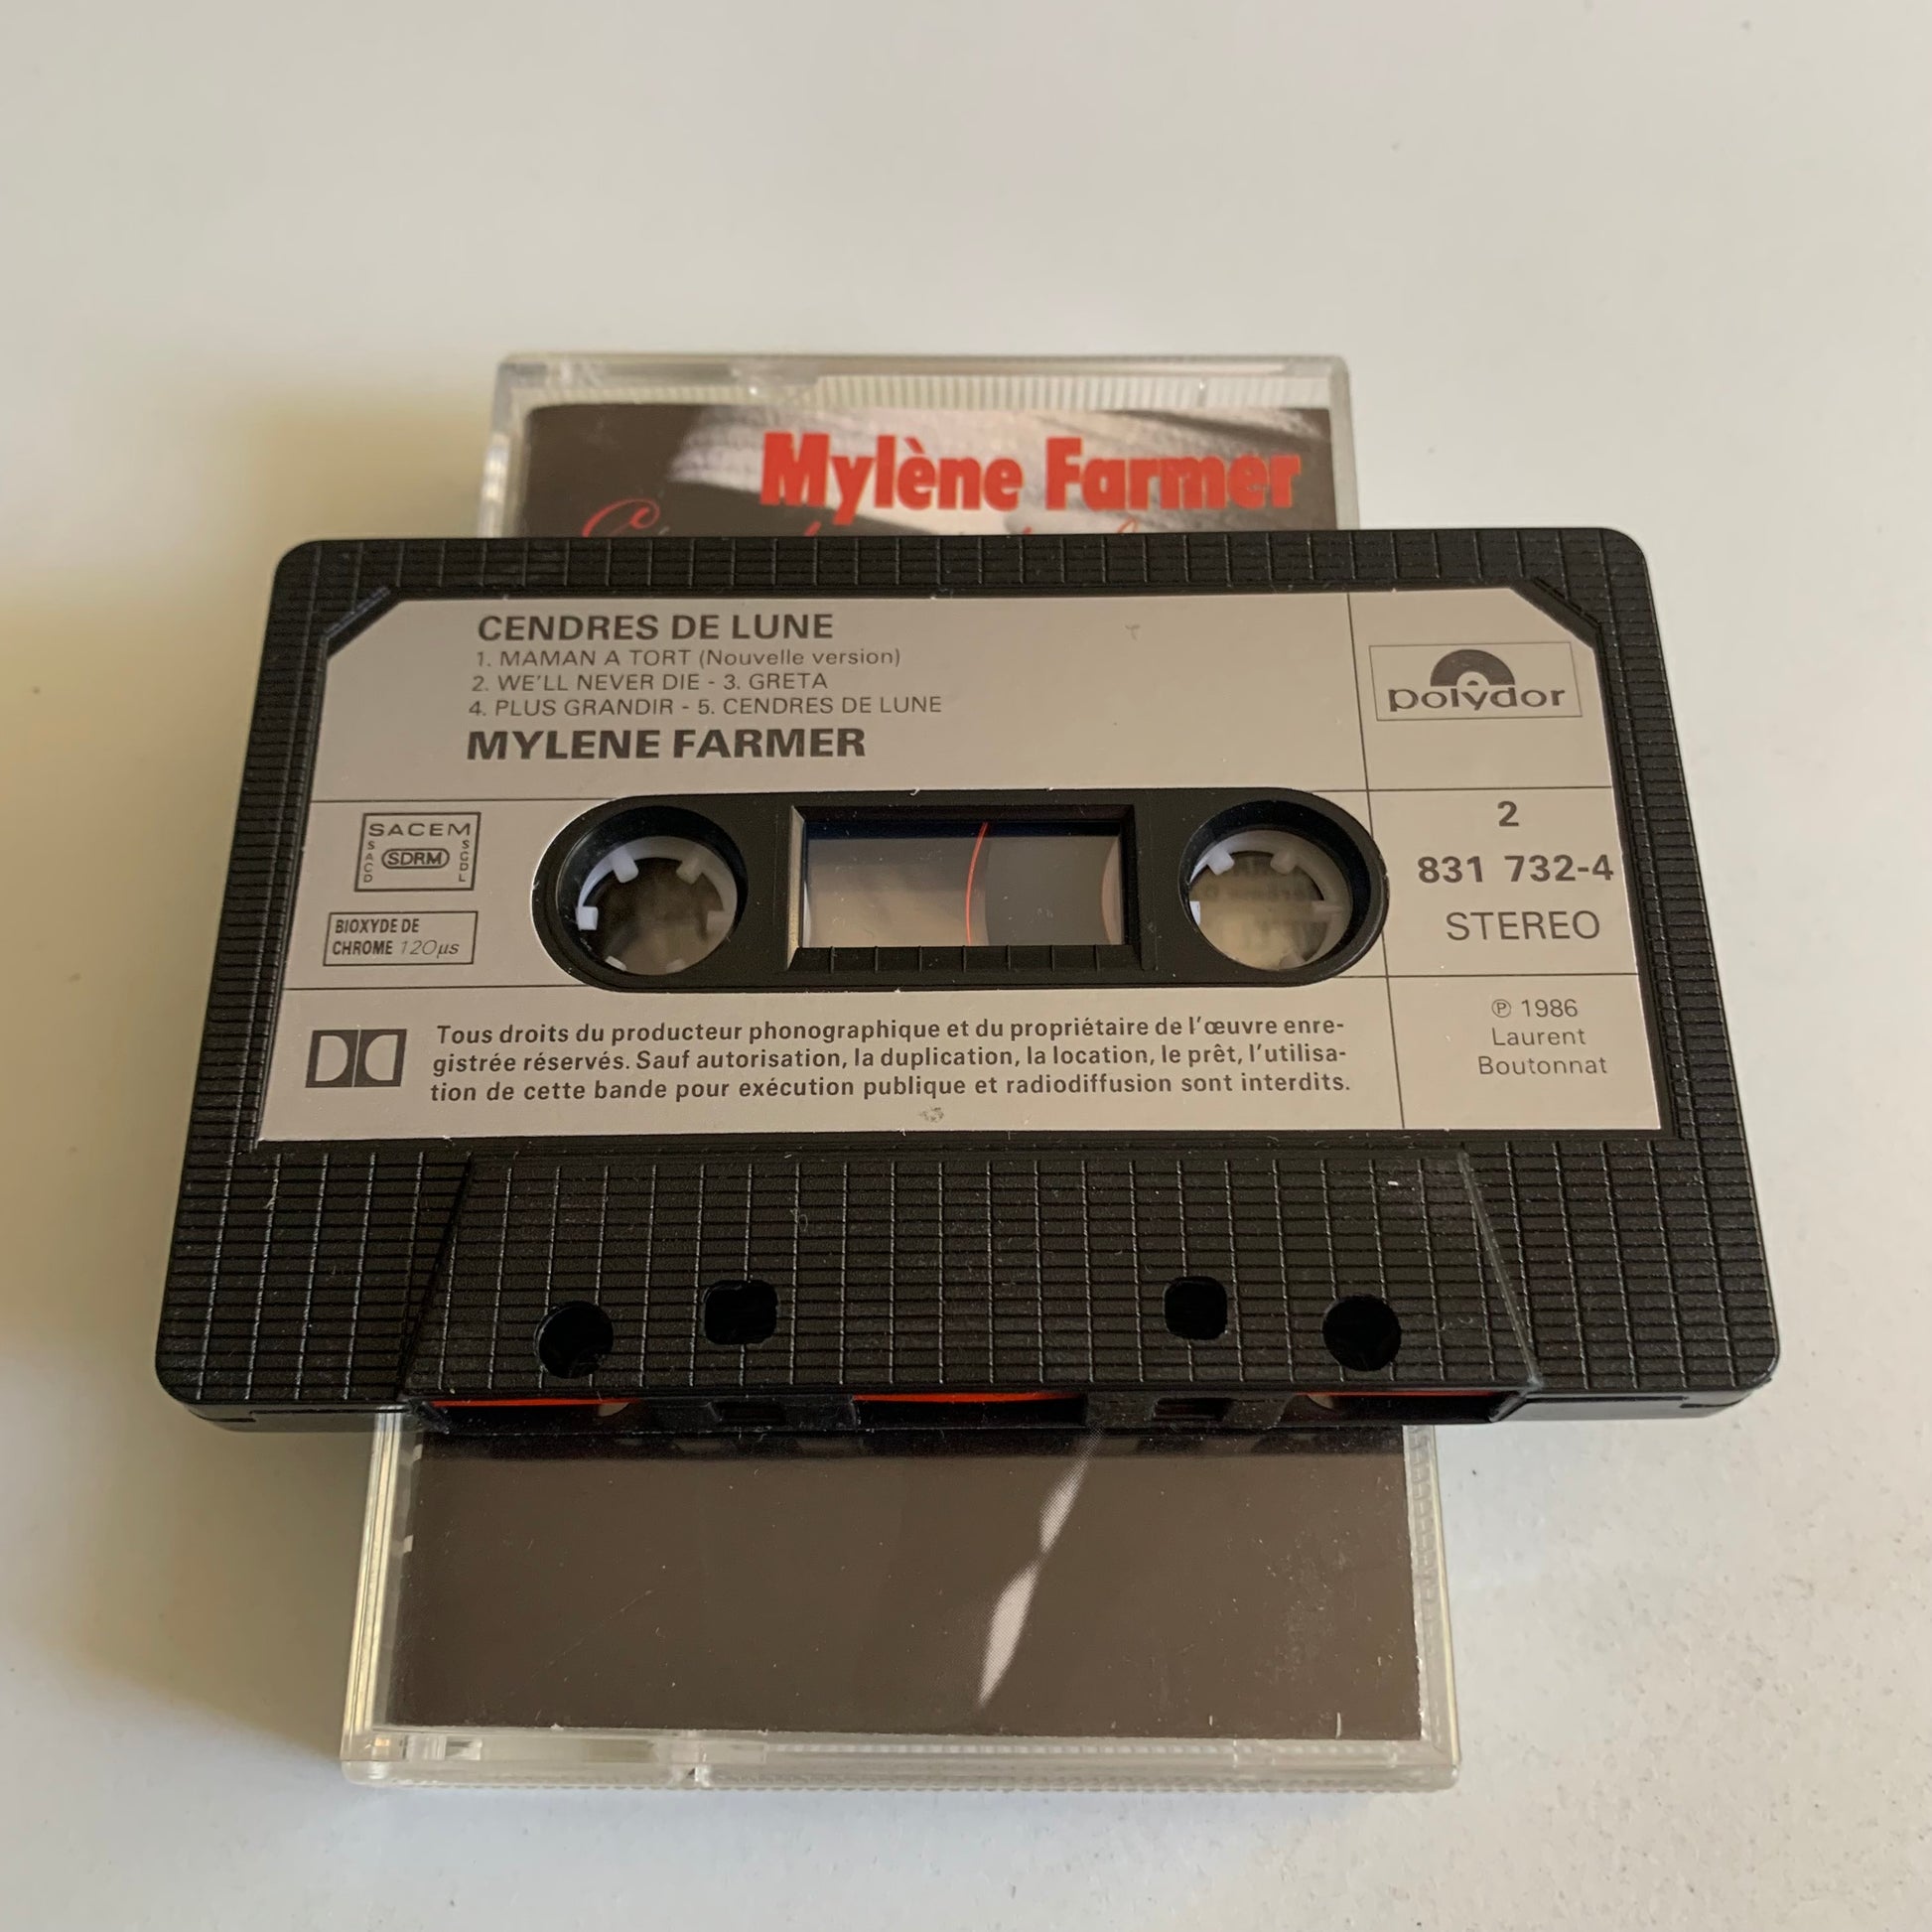 Mylène Farmer
CENDRES DE LUNE
1. MAMAN A TORT (Nouvelle version)
2. WE'LL NEVER DIE - 3. GRETA
4. PLUS GRANDIR - 5. CENDRES DE LUNE
MYLENE FARMER
polydor
SACEM
SACD
SDRM
SGDL
BIOXYDE DE
CHROME 120µs
2
831 732-4
STEREO
Tous droits du producteur phonographique et du propriétaire de l'œuvre enre-
gistrée réservés. Sauf autorisation, la duplication, la location, le prêt, l'utilisa-
tion de cette bande pour exécution publique et radiodiffusion sont interdits.
℗ 1986
Laurent
Boutonnat